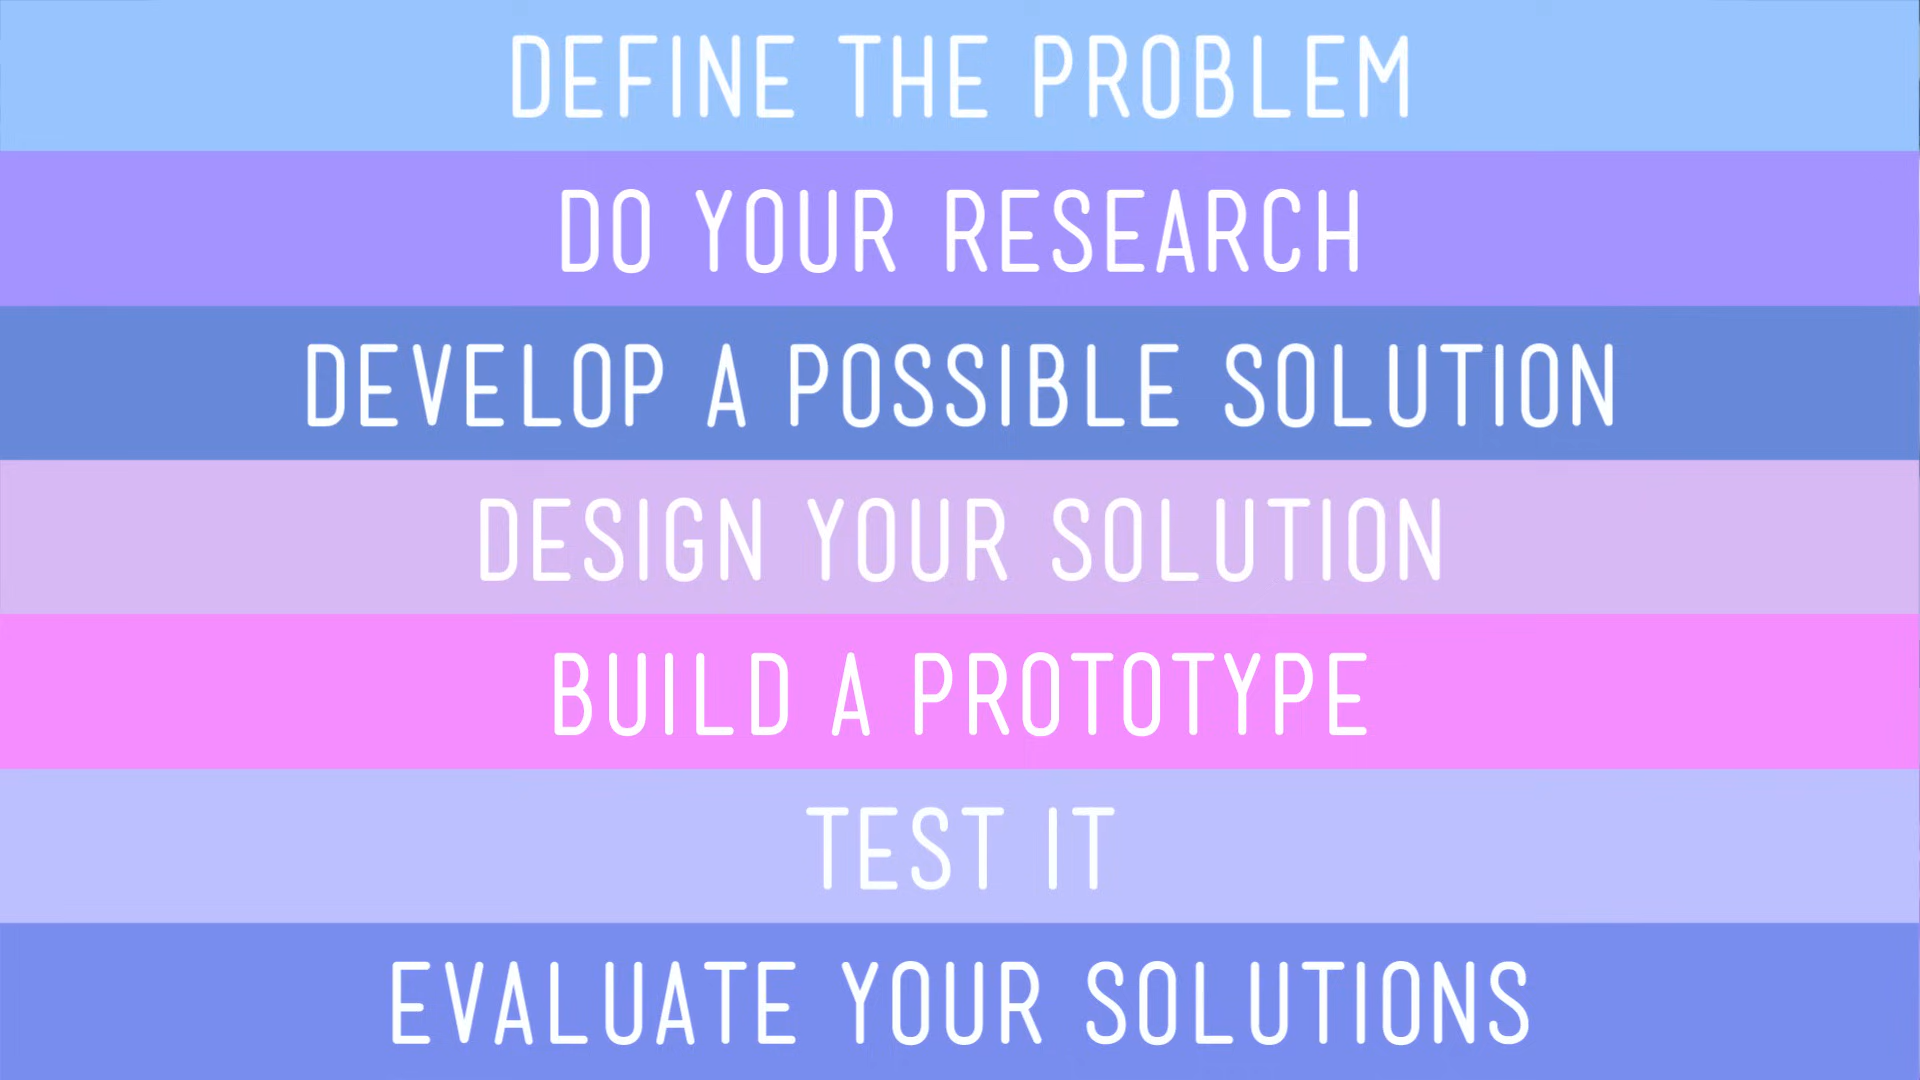 DEFINE THE PROBLEM
DO YOUR RESEARCH
DEVELOP A POSSIBLE SOLUTION
DESIGN YOUR SOLUTION
BUILD A PROTOTYPE
TEST IT
EVALUATE YOUR SOLUTIONS